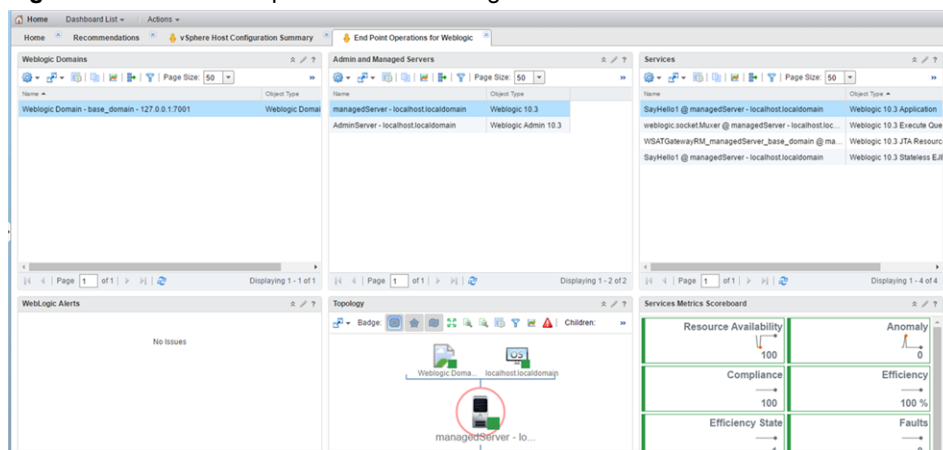 Home Dashboard List Actions
Home Recommendations vSphere Host Configuration Summary End Point Operations for Weblogic
Weblogic Domains
Page Size: 50
Name Object Type
Weblogic Domain - base_domain - 127.0.0.1:7001 Weblogic Domai
Page 1 of 1 Displaying 1 - 1 of 1
Admin and Managed Servers
Page Size: 50
Name Object Type
managedServer - localhost.localdomain Weblogic 10.3
AdminServer - localhost.localdomain Weblogic Admin 10.3
Page 1 of 1 Displaying 1 - 2 of 2
Services
Page Size: 50
Name Object Type
SayHello1 @ managedServer - localhost.localdomain Weblogic 10.3 Application
weblogic.socket.Muxer @ managedServer - localhost.loc... Weblogic 10.3 Execute Que
WSATGatewayRM_managedServer_base_domain @ ma... Weblogic 10.3 JTA Resourc
SayHello1 @ managedServer - localhost.localdomain Weblogic 10.3 Stateless EJI
Page 1 of 1 Displaying 1 - 4 of 4
WebLogic Alerts
No Issues
Topology
Badge: Children:
Weblogic Doma... localhost.localdomain
OS
managedServer - lo...
Services Metrics Scoreboard
Resource Availability
100
Anomaly
0
Compliance
100
Efficiency
100 %
Efficiency State
Faults